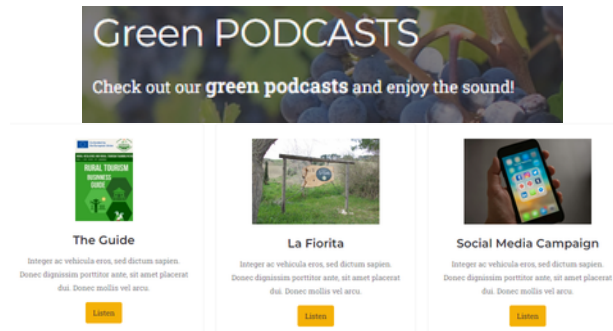 Green PODCASTS
Check out our green podcasts and enjoy the sound!
RURAL TOURISM
BUSINESS
GUIDE
The Guide
Integer ac vehicula eros, sed dictum sapien.
Donec dignissim porttitor ante, sit amet placerat
dui. Donec mollis vel arcu.
Listen
La Fiorita
Integer ac vehicula eros, sed dictum sapien.
Donec dignissim porttitor ante, sit amet placerat
dui. Donec mollis vel arcu.
Listen
Social Media Campaign
Integer ac vehicula eros, sed dictum sapien.
Donec dignissim porttitor ante, sit amet placerat
dui. Donec mollis vel arcu.
Listen